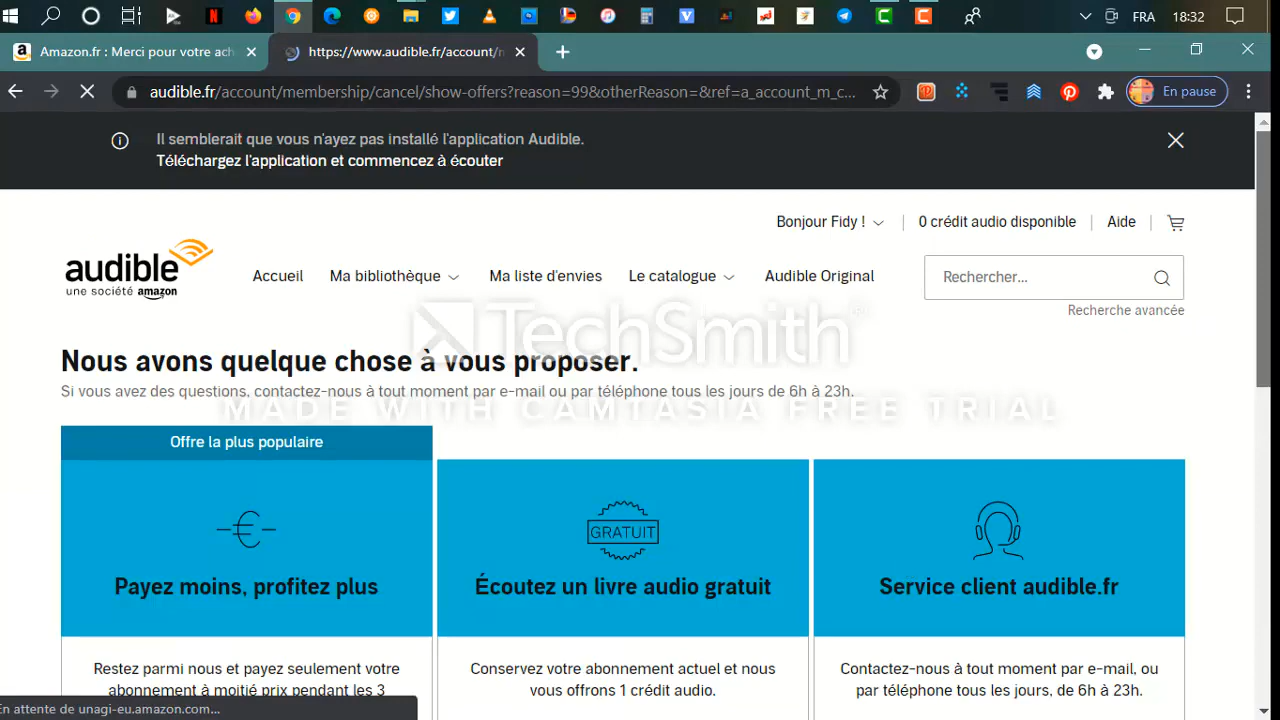 FRA
18:32
Amazon.fr : Merci pour votre ach
https://www.audible.fr/account/n
audible.fr/account/membership/cancel/show-offers?reason=99&otherReason=&ref=a_account_m_c...
En pause
Il semblerait que vous n'ayez pas installé l'application Audible.
Téléchargez l'application et commencez à écouter
Bonjour Fidy !
0 crédit audio disponible
Aide
audible
une société amazon
Accueil
Ma bibliothèque
Ma liste d'envies
Le catalogue
Audible Original
Rechercher...
Recherche avancée
TechSmith
MADE WITH CAMTASIA FREE TRIAL
Nous avons quelque chose à vous proposer.
Si vous avez des questions, contactez-nous à tout moment par e-mail ou par téléphone tous les jours de 6h à 23h.
Offre la plus populaire
Payez moins, profitez plus
Restez parmi nous et payez seulement votre
abonnement à moitié prix pendant les 3
GRATUIT
Écoutez un livre audio gratuit
Conservez votre abonnement actuel et nous
vous offrons 1 crédit audio.
Service client audible.fr
Contactez-nous à tout moment par e-mail, ou
par téléphone tous les jours, de 6h à 23h.
En attente de unagi-eu.amazon.com...